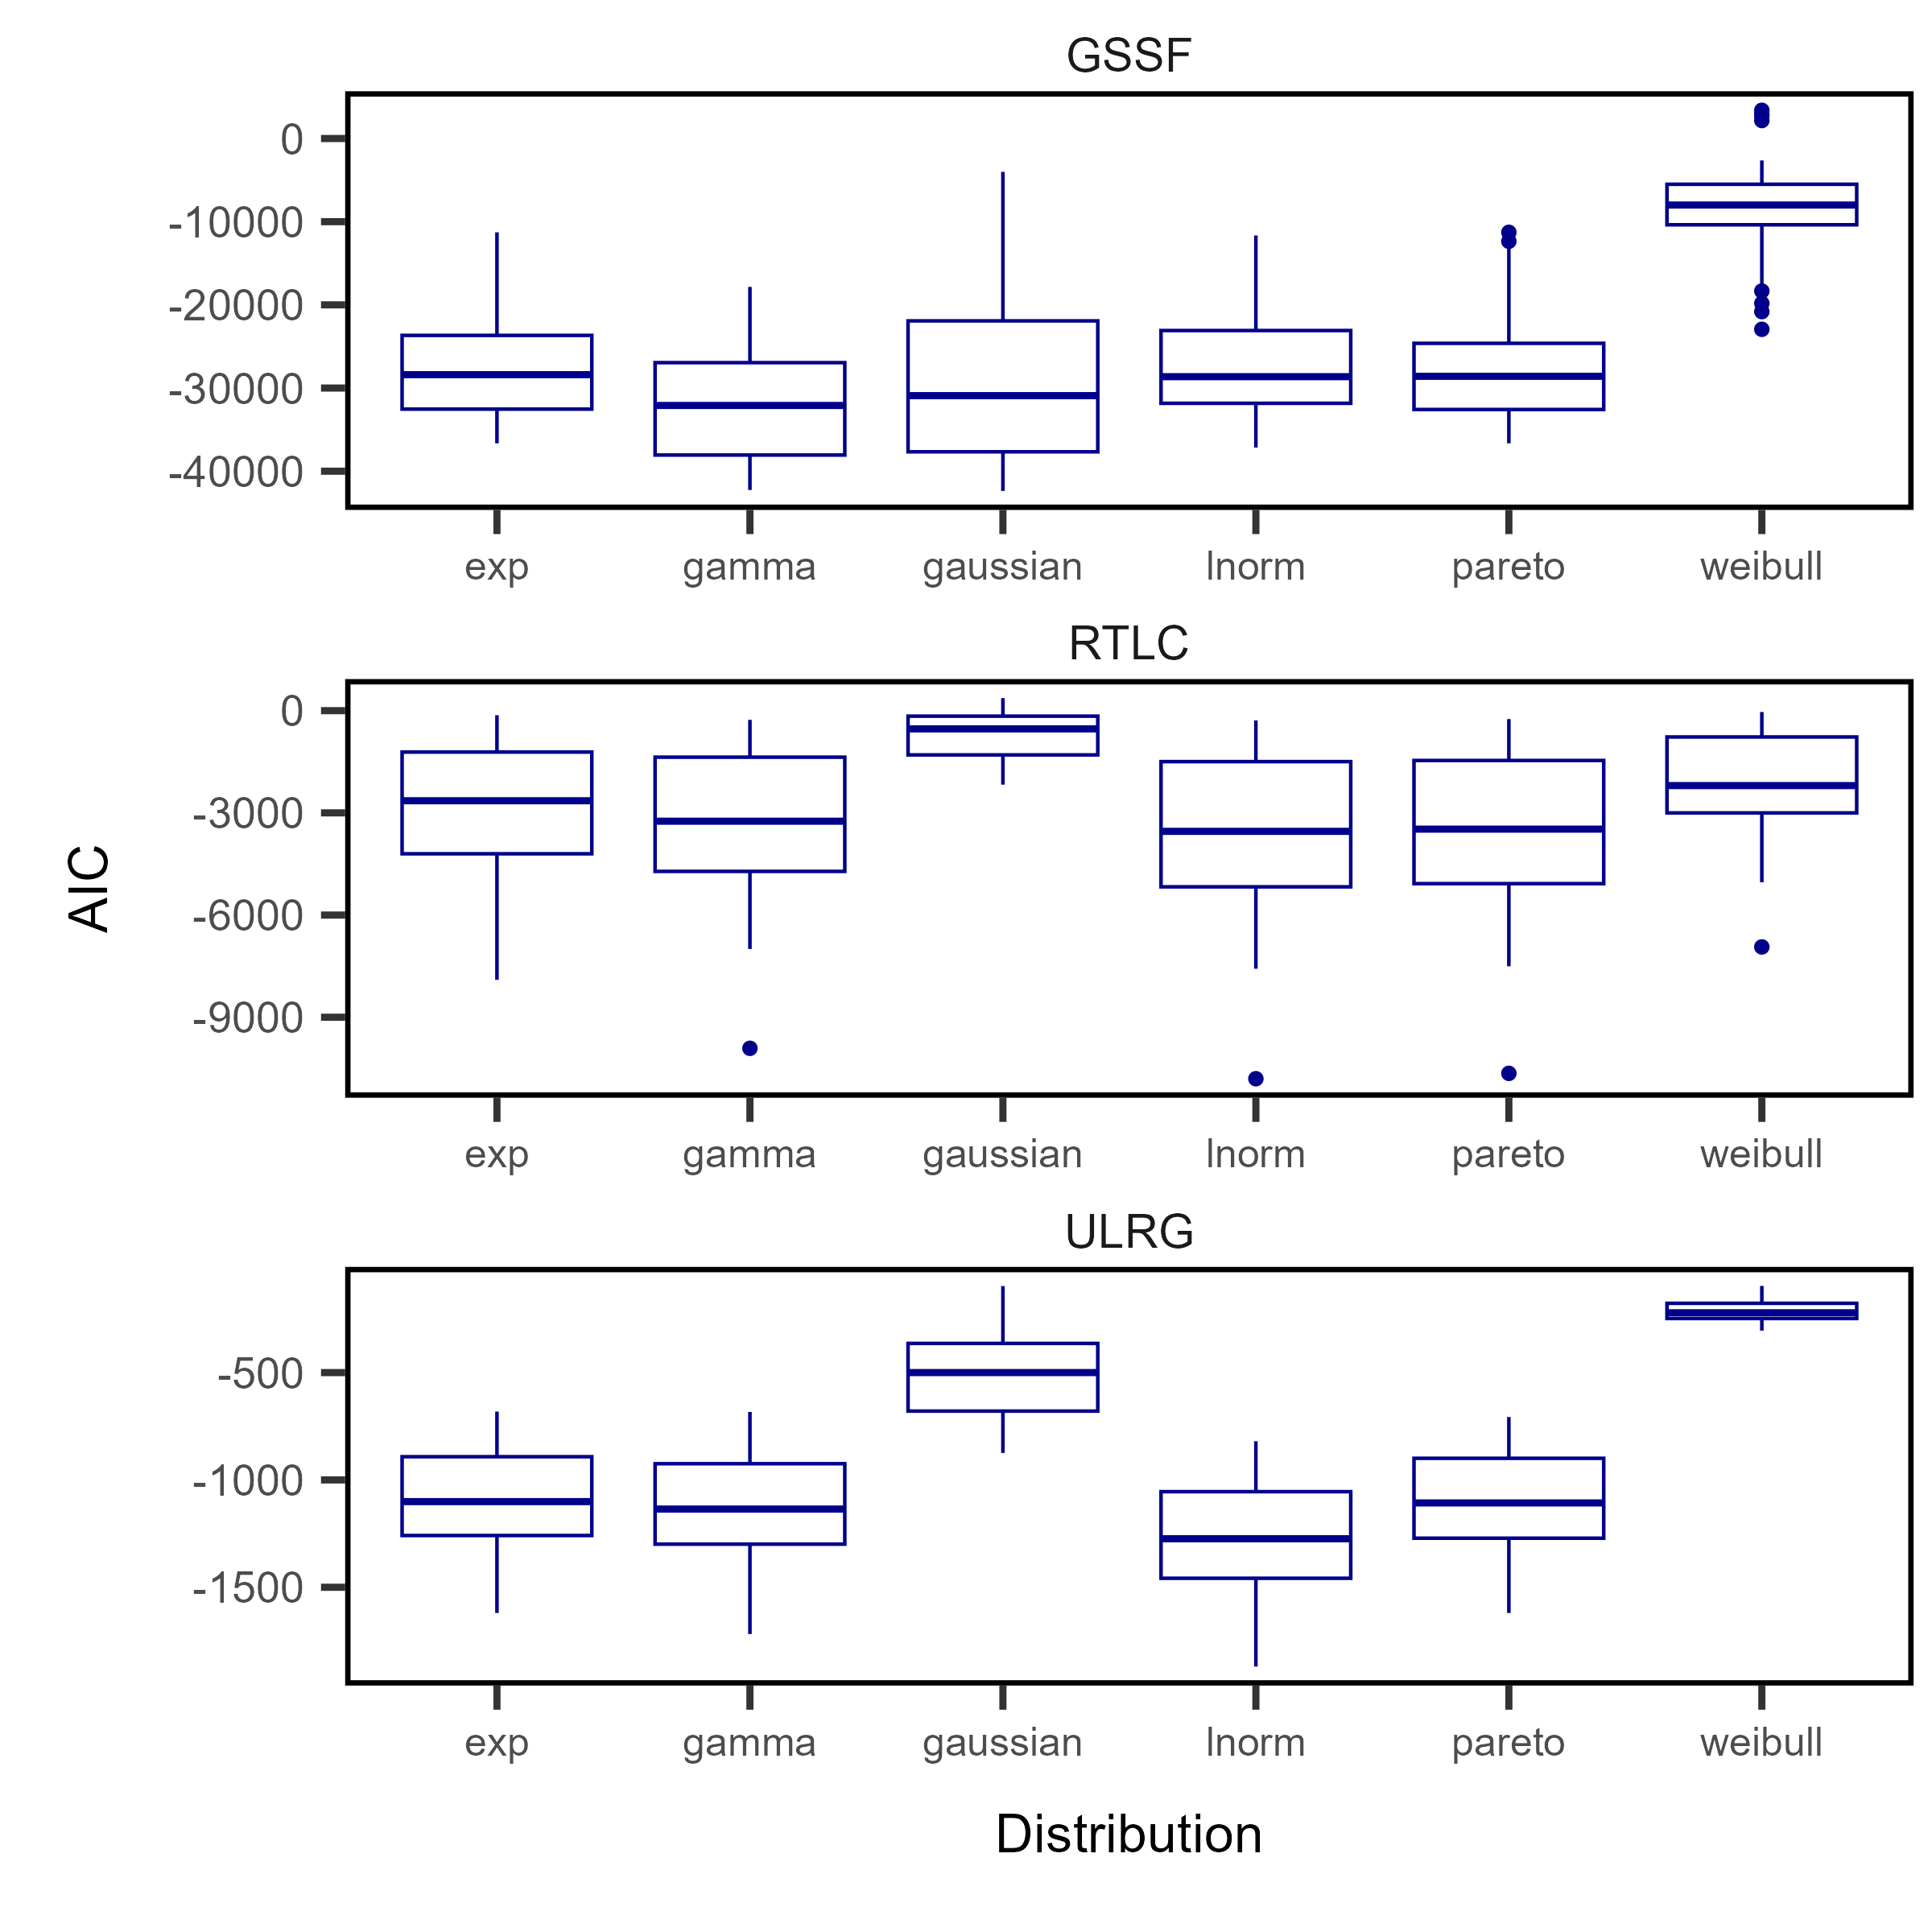 GSSF
0
-10000
-20000
-30000
-40000
exp gamma gaussian lnorm pareto weibull
RTLC
0
-3000
-6000
-9000
exp gamma gaussian lnorm pareto weibull
ULRG
-500
-1000
-1500
exp gamma gaussian lnorm pareto weibull
AIC
Distribution